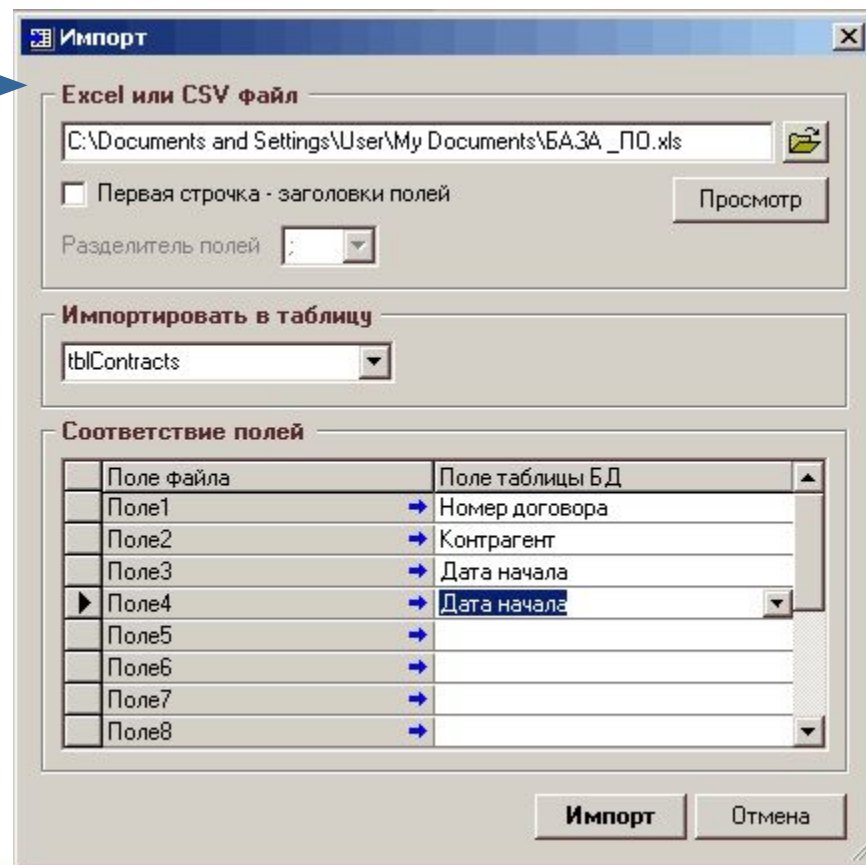 Импорт
Excel или CSV файл
C:\Documents and Settings\User\My Documents\БАЗА _ПО.xls
Первая строчка - заголовки полей
Просмотр
Разделитель полей ;
Импортировать в таблицу
tblContracts
Соответствие полей
Поле файла Поле таблицы БД
Поле1 Номер договора
Поле2 Контрагент
Поле3 Дата начала
Поле4 Дата начала
Поле5
Поле6
Поле7
Поле8
Импорт Отмена